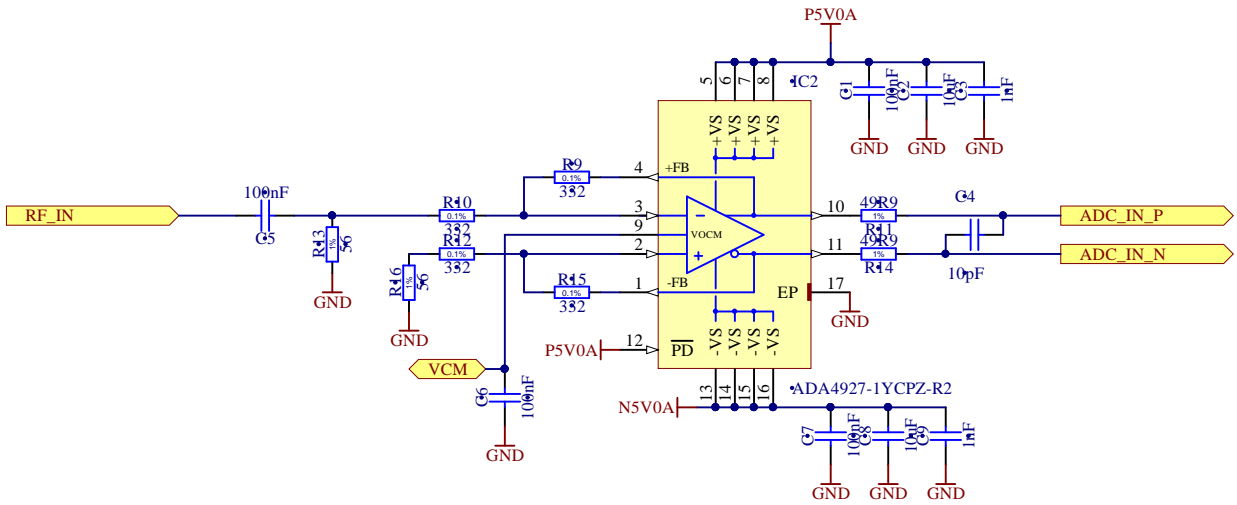 P5V0A
5
6
7
8
IC2
C1
100nF
C2
10uF
C3
1nF
GND
GND
GND
+VS
+VS
+VS
+VS
R9
0.1%
332
4
+FB
100nF
RF_IN
C5
R10
0.1%
332
3
10
49R9
1%
R11
C4
ADC_IN_P
R13
1%
56
GND
9
VOCM
R12
0.1%
332
2
11
49R9
1%
R14
10pF
ADC_IN_N
R16
1%
56
GND
R15
0.1%
332
1
-FB
EP
17
GND
P5V0A
12
PD
-VS
-VS
-VS
-VS
VCM
C6
100nF
GND
13
14
15
16
ADA4927-1YCPZ-R2
N5V0A
C7
100nF
C8
10uF
C9
1nF
GND
GND
GND